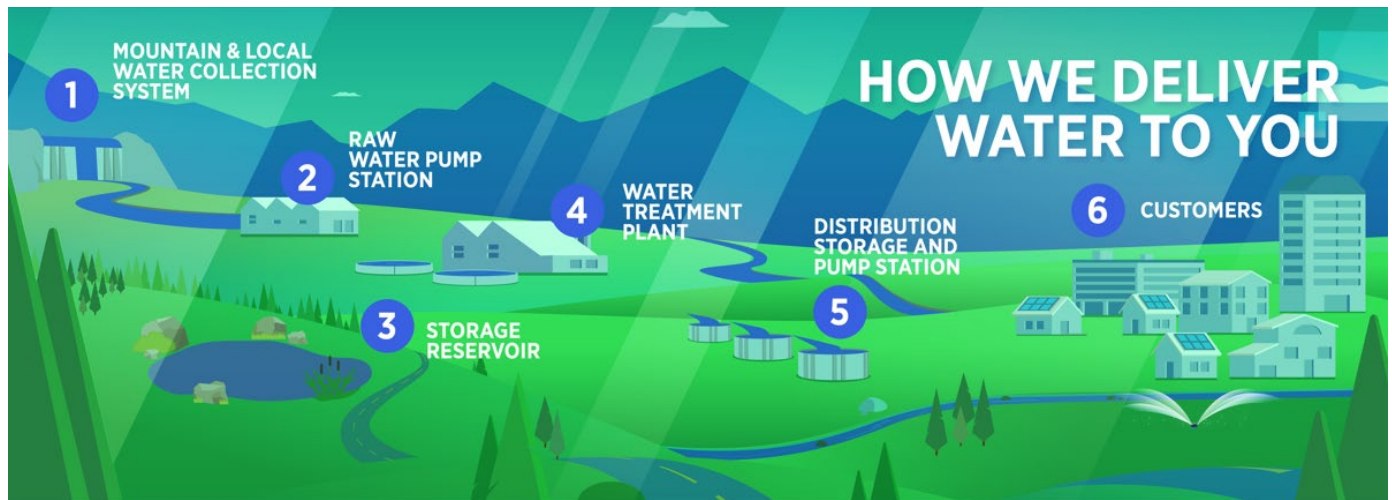 HOW WE DELIVER
WATER TO YOU
1
MOUNTAIN & LOCAL
WATER COLLECTION
SYSTEM
2
RAW
WATER PUMP
STATION
3
STORAGE
RESERVOIR
4
WATER
TREATMENT
PLANT
5
DISTRIBUTION
STORAGE AND
PUMP STATION
6
CUSTOMERS